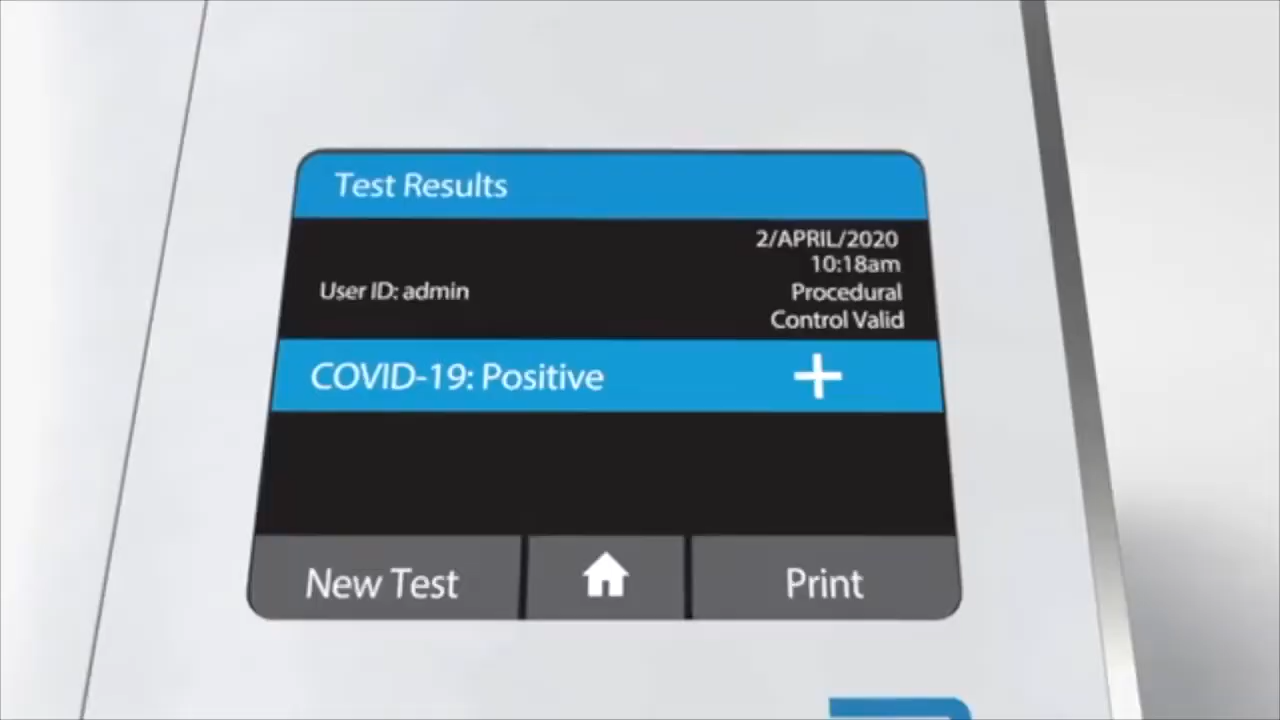 Test Results
2/APRIL/2020
10:18am
User ID: admin
Procedural
Control Valid
COVID-19: Positive +
New Test
Print